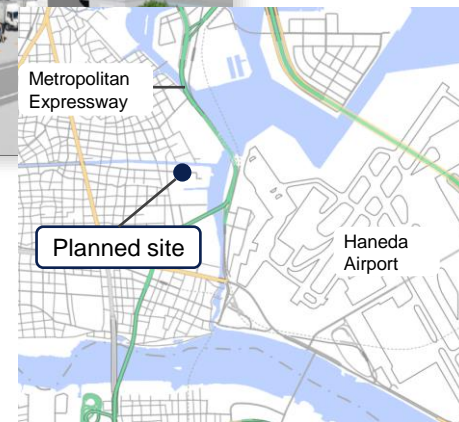 Metropolitan
Expressway
Planned site
Haneda
Airport